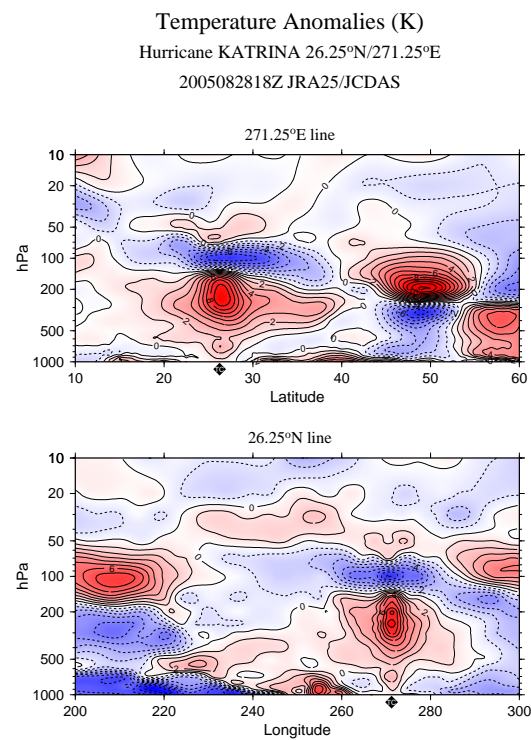 Temperature Anomalies (K)
Hurricane KATRINA 26.25°N/271.25°E
2005082818Z JRA25/JCDAS
271.25°E line
10
20
50
100
200
500
1000
hPa
10 20 30 40 50 60
Latitude
TC
26.25°N line
10
20
50
100
200
500
1000
hPa
200 220 240 260 280 300
Longitude
TC